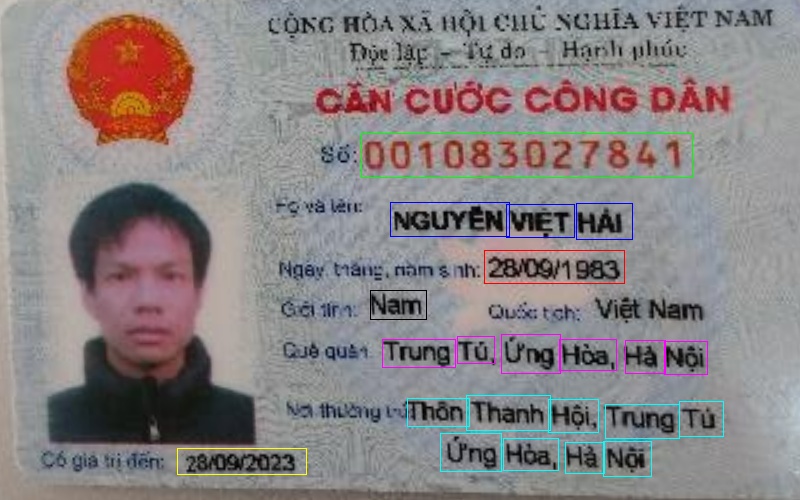 CỘNG HÒA XÃ HỘI CHỦ NGHĨA VIỆT NAM
Độc lập – Tự do – Hạnh phúc
CĂN CƯỚC CÔNG DÂN
Số: 001083027841
Họ và tên: NGUYỄN VIỆT HẢI
Ngày, tháng, năm sinh: 28/09/1983
Giới tính: Nam Quốc tịch: Việt Nam
Quê quán: Trung Tú, Ứng Hòa, Hà Nội
Nơi thường trú: Thôn Thanh Hội, Trung Tú
Ứng Hòa, Hà Nội
Có giá trị đến: 28/09/2023